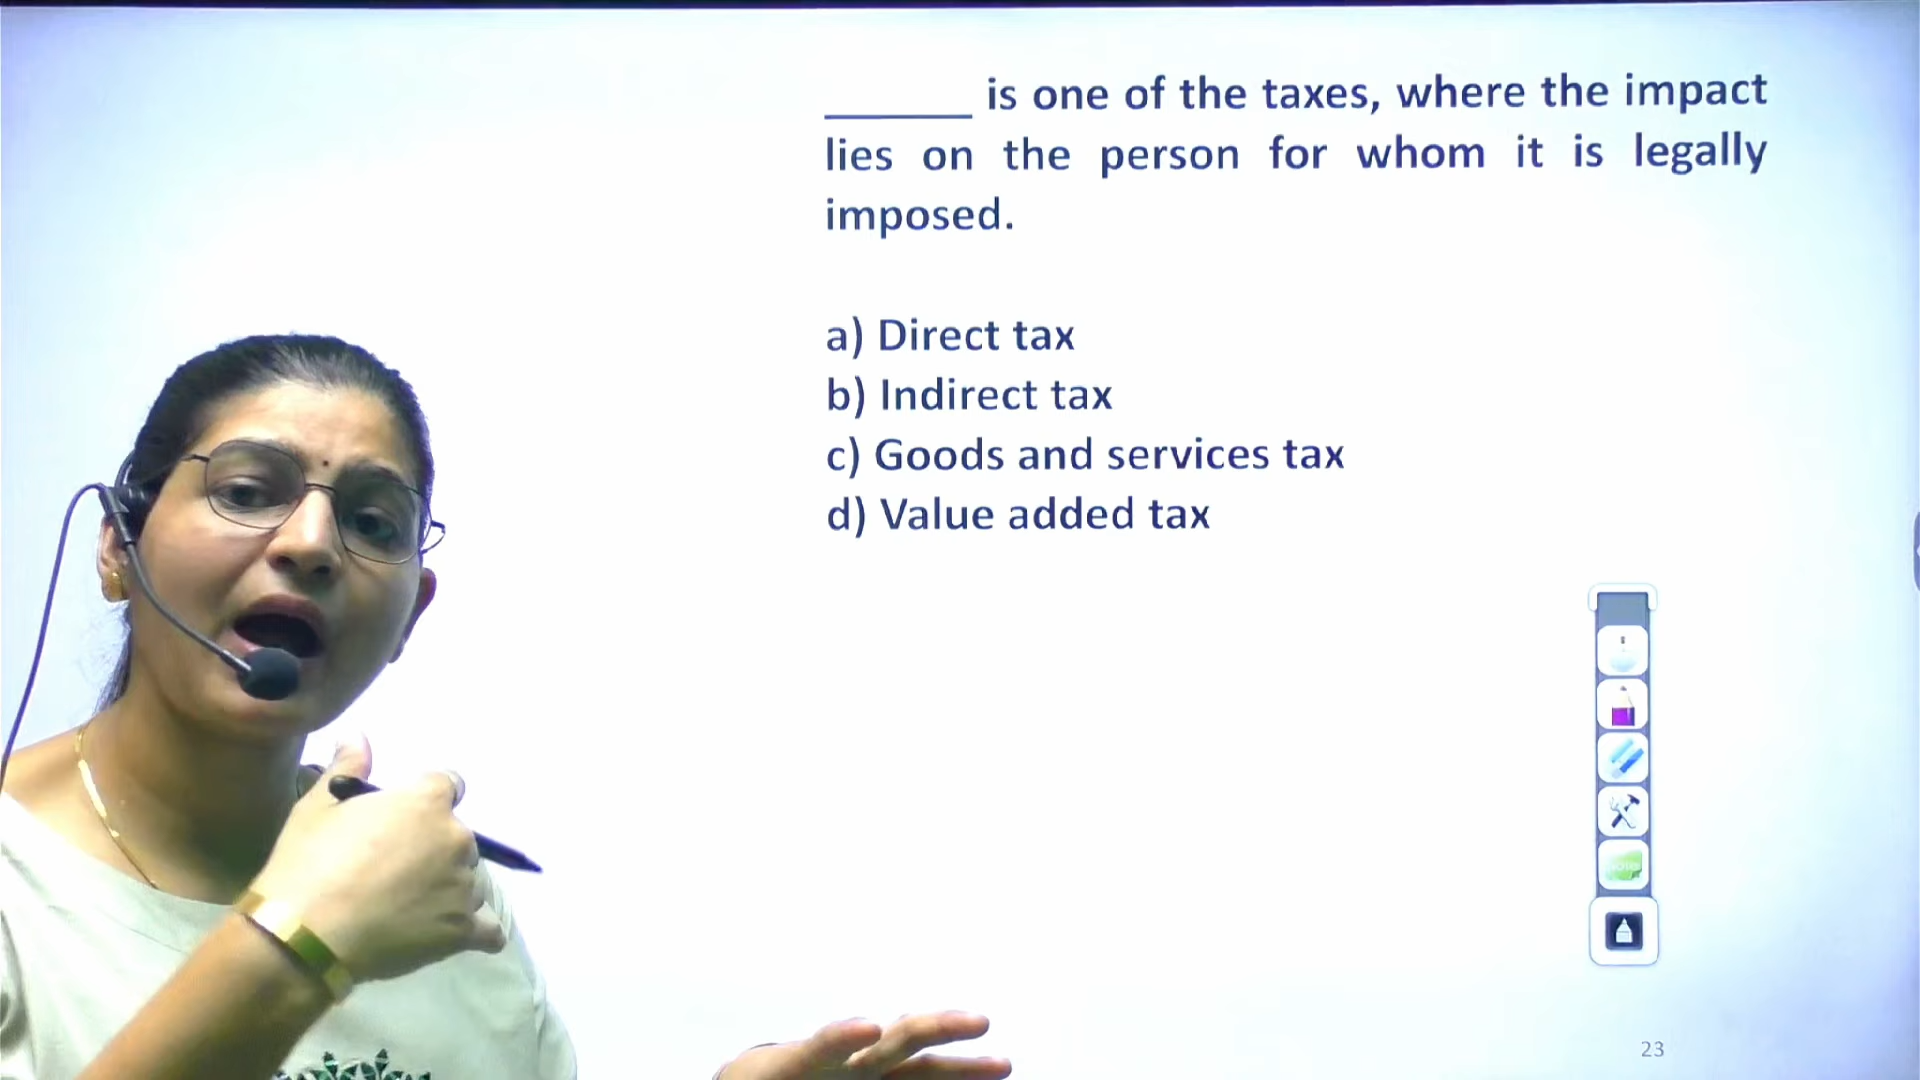 ______ is one of the taxes, where the impact
lies on the person for whom it is legally
imposed.
a) Direct tax
b) Indirect tax
c) Goods and services tax
d) Value added tax
23